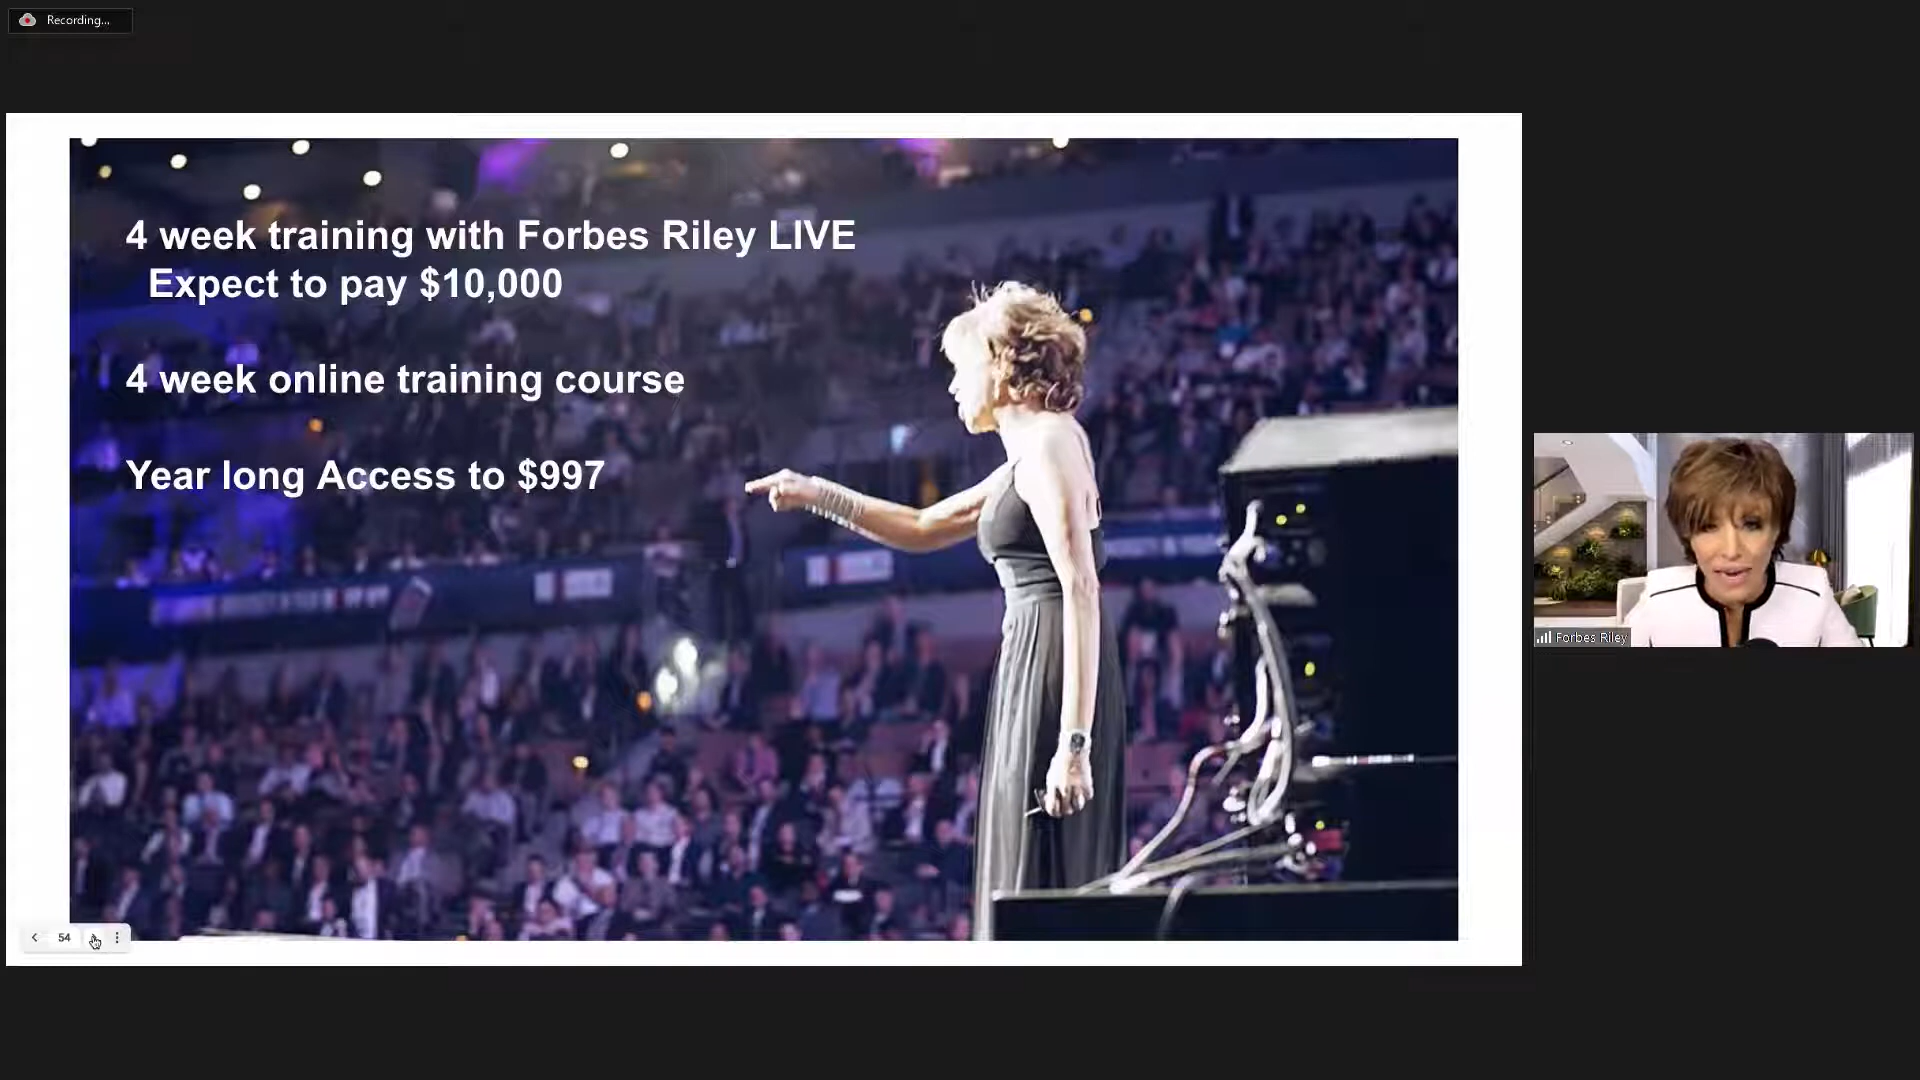 Recording...
4 week training with Forbes Riley LIVE
Expect to pay $10,000
4 week online training course
Year long Access to $997
Forbes Riley
54